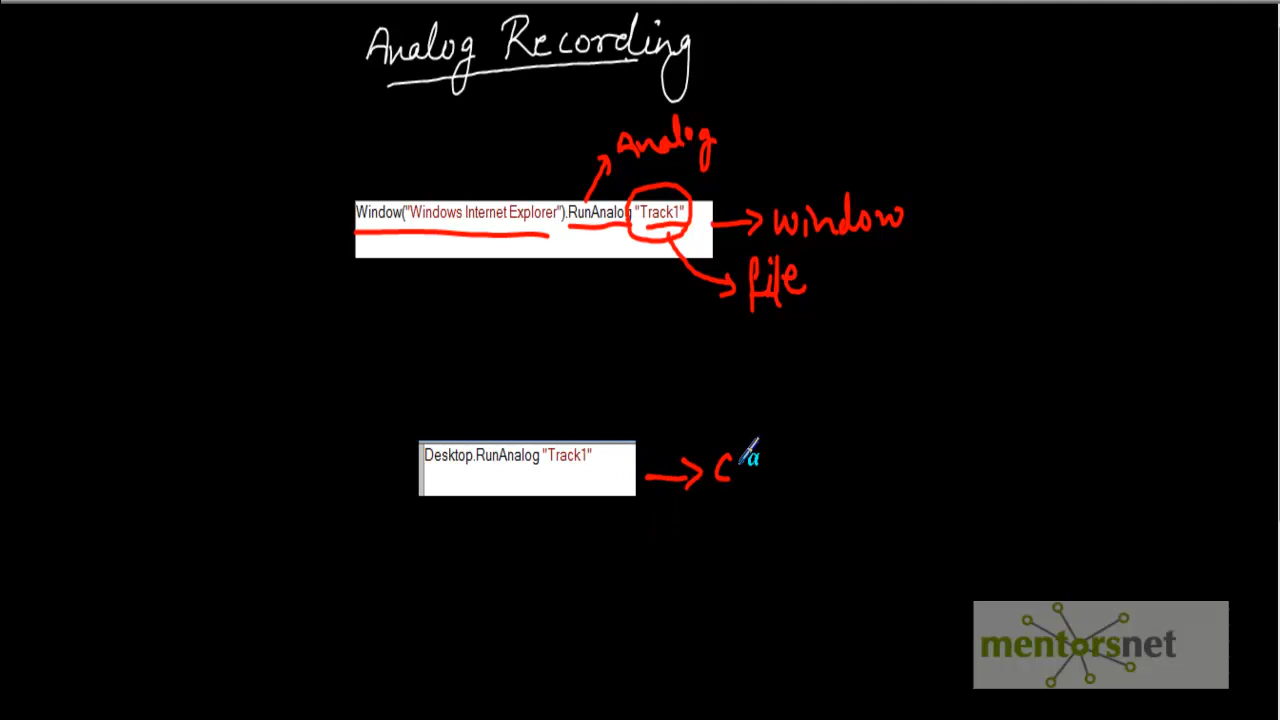 Analog Recording
Analog
Window("Windows Internet Explorer").RunAnalog "Track1"
Window
file
Desktop.RunAnalog "Track1"
C
mentorsnet